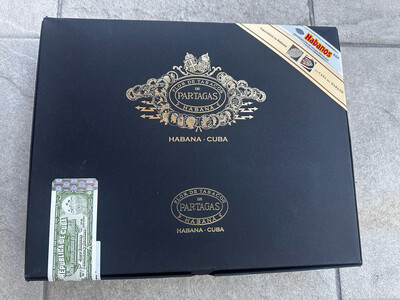 Habanos
FLOR DE TABACOS
DE
PARTAGAS
HABANA
HABANA - CUBA
FLOR DE TABACOS
DE
PARTAGAS
HABANA
HABANA - CUBA
REPUBLICA DE CUBA